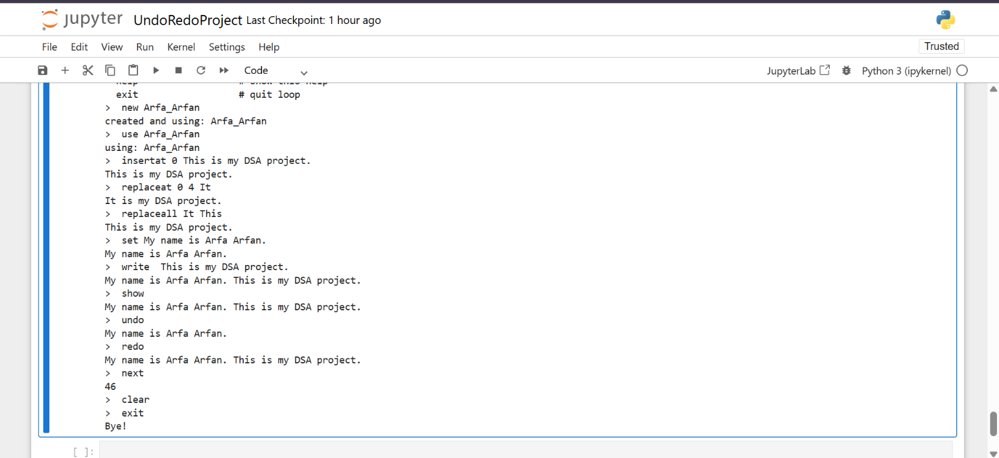 jupyter UndoRedoProject Last Checkpoint: 1 hour ago
File Edit View Run Kernel Settings Help Trusted
Code JupyterLab Python 3 (ipykernel)
help # show this help
exit # quit loop
> new Arfa_Arfan
created and using: Arfa_Arfan
> use Arfa_Arfan
using: Arfa_Arfan
> insertat 0 This is my DSA project.
This is my DSA project.
> replaceat 0 4 It
It is my DSA project.
> replaceall It This
This is my DSA project.
> set My name is Arfa Arfan.
My name is Arfa Arfan.
> write  This is my DSA project.
My name is Arfa Arfan. This is my DSA project.
> show
My name is Arfa Arfan. This is my DSA project.
> undo
My name is Arfa Arfan.
> redo
My name is Arfa Arfan. This is my DSA project.
> next
46
> clear
> exit
Bye!
[ ]: